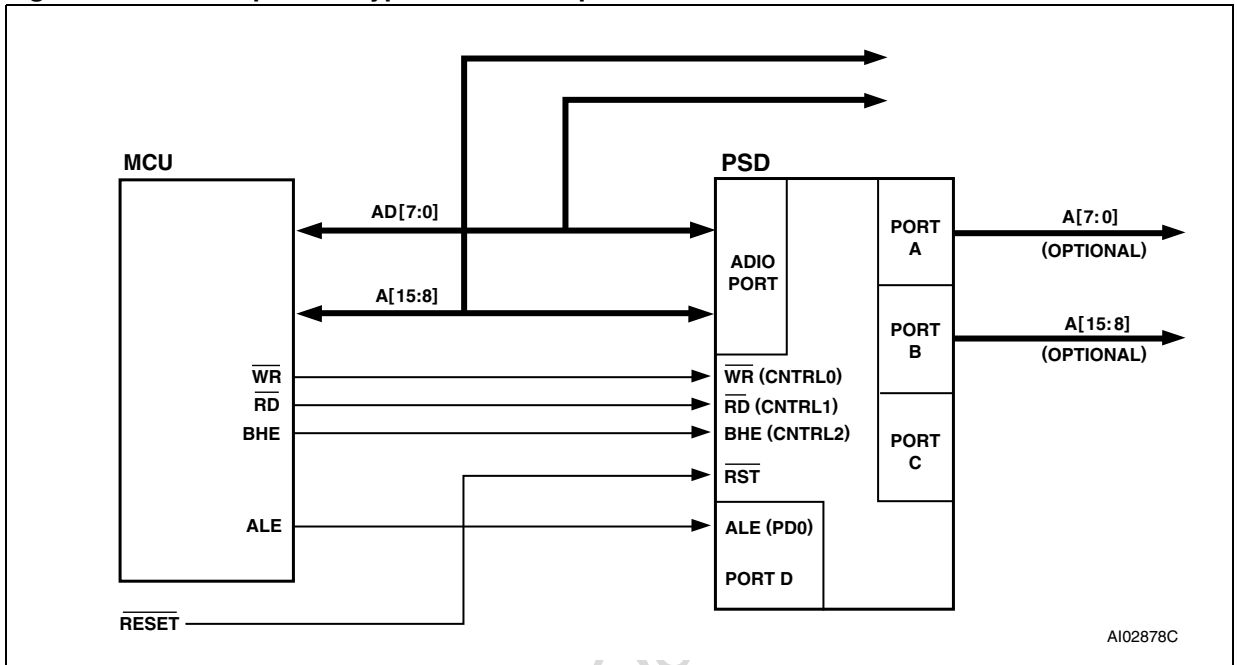 MCU
PSD
AD[7:0]
A[15:8]
ADIO
PORT
PORT
A
A[7:0]
(OPTIONAL)
PORT
B
A[15:8]
(OPTIONAL)
PORT
C
WR
RD
BHE
ALE
WR (CNTRL0)
RD (CNTRL1)
BHE (CNTRL2)
RST
ALE (PD0)
PORT D
RESET
AI02878C